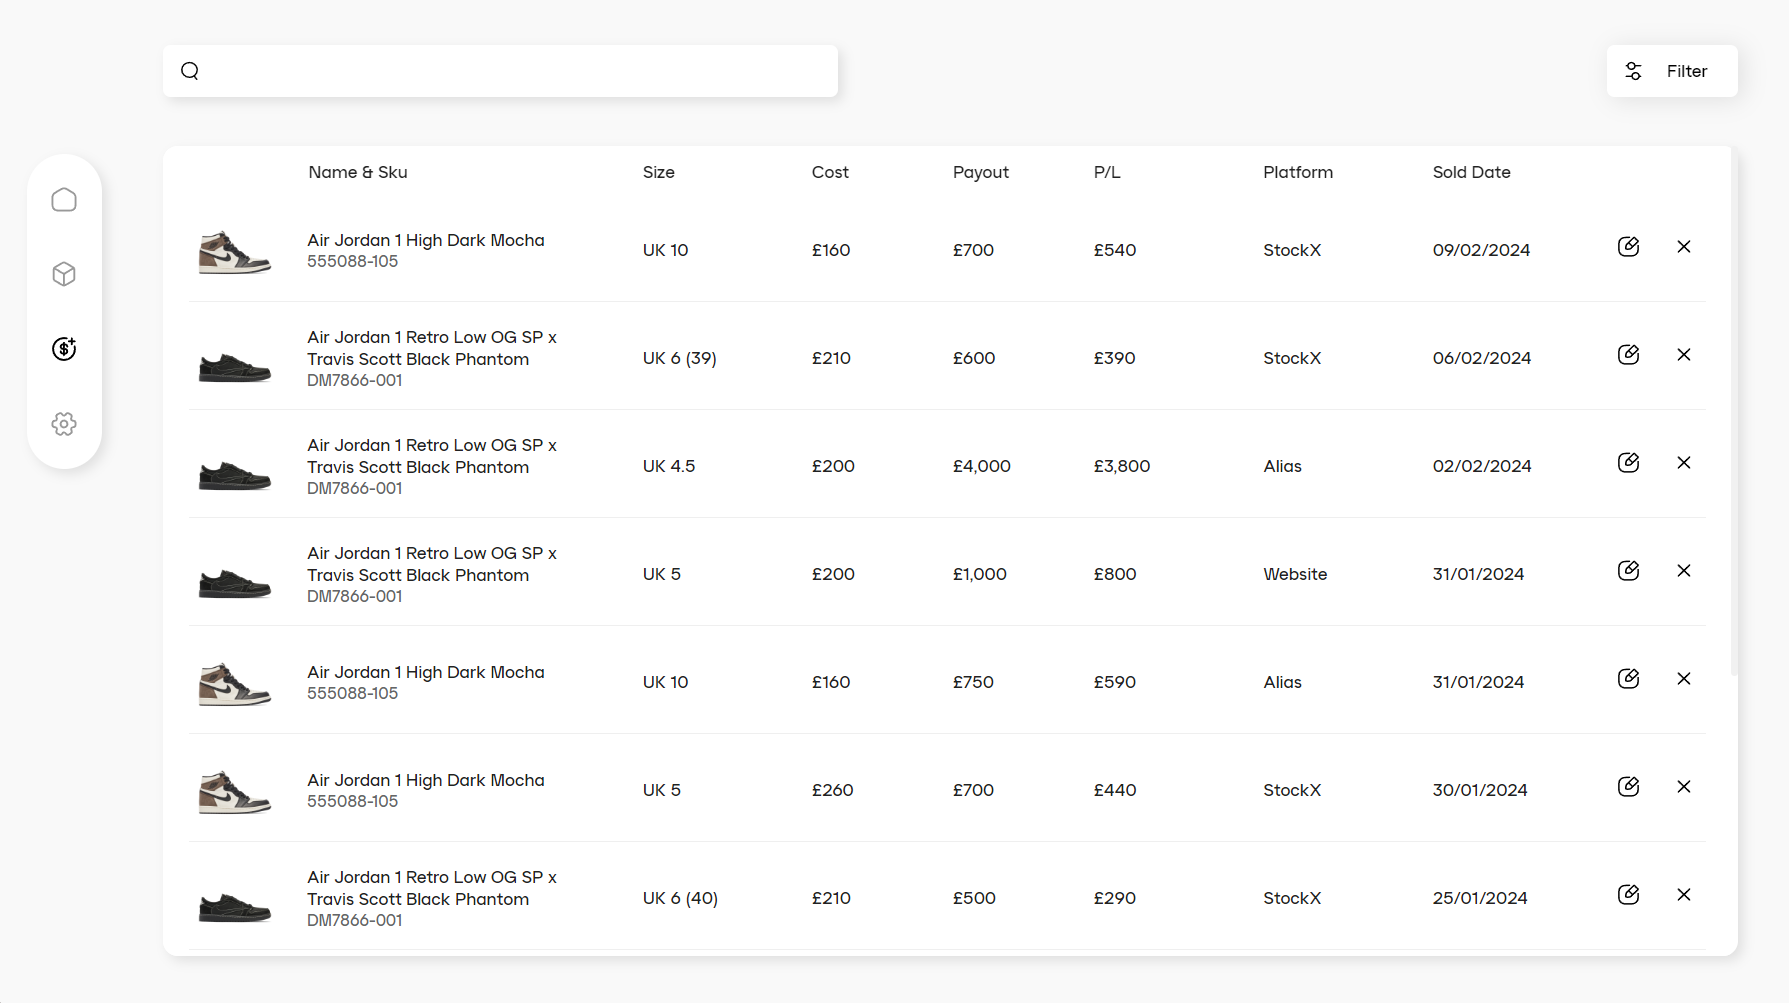 Filter
Name & Sku Size Cost Payout P/L Platform Sold Date
Air Jordan 1 High Dark Mocha
555088-105
UK 10 £160 £700 £540 StockX 09/02/2024
Air Jordan 1 Retro Low OG SP x
Travis Scott Black Phantom
DM7866-001
UK 6 (39) £210 £600 £390 StockX 06/02/2024
Air Jordan 1 Retro Low OG SP x
Travis Scott Black Phantom
DM7866-001
UK 4.5 £200 £4,000 £3,800 Alias 02/02/2024
Air Jordan 1 Retro Low OG SP x
Travis Scott Black Phantom
DM7866-001
UK 5 £200 £1,000 £800 Website 31/01/2024
Air Jordan 1 High Dark Mocha
555088-105
UK 10 £160 £750 £590 Alias 31/01/2024
Air Jordan 1 High Dark Mocha
555088-105
UK 5 £260 £700 £440 StockX 30/01/2024
Air Jordan 1 Retro Low OG SP x
Travis Scott Black Phantom
DM7866-001
UK 6 (40) £210 £500 £290 StockX 25/01/2024